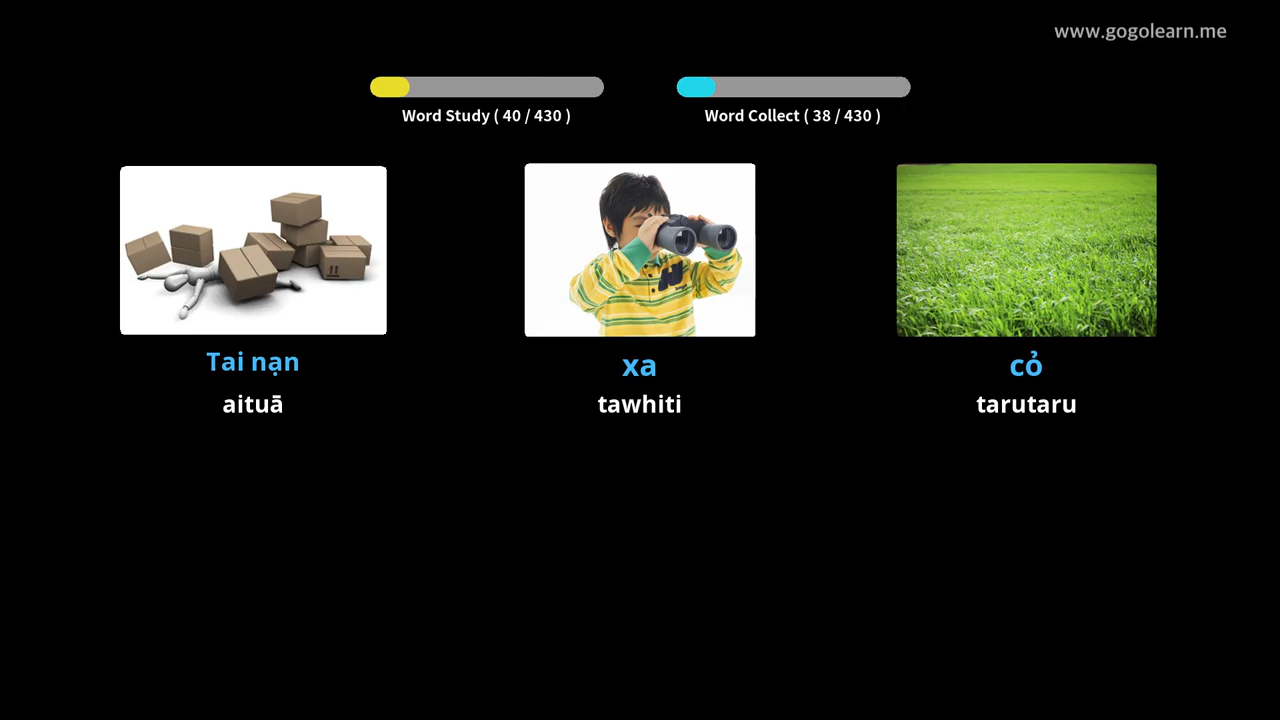 www.gogolearn.me
Word Study ( 40 / 430 )
Word Collect ( 38 / 430 )
Tai nạn
xa
cỏ
aituā
tawhiti
tarutaru